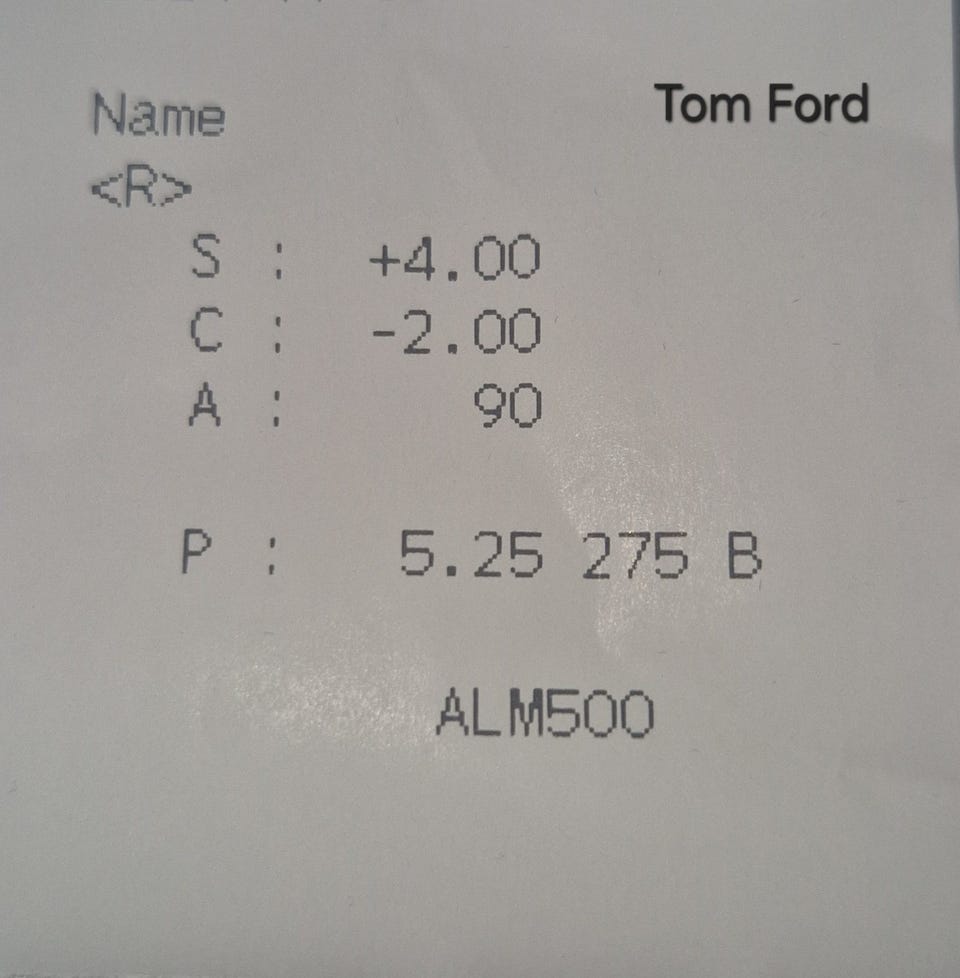 Name Tom Ford
<R>
S : +4.00
C : -2.00
A : 90
P : 5.25 275 B
ALM500